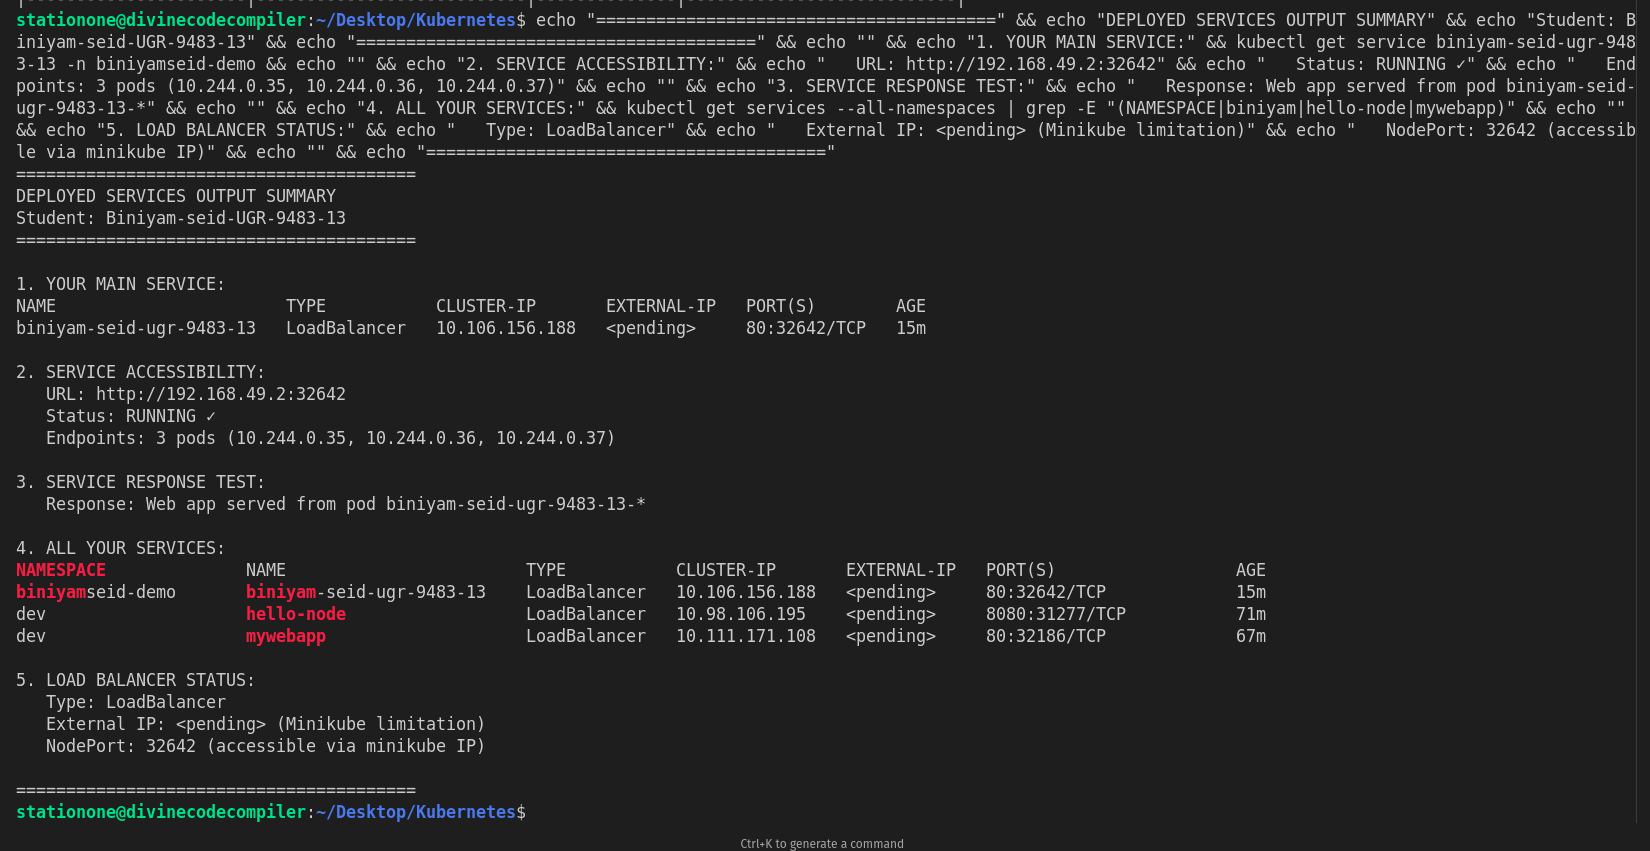 stationone@divinecodecompiler:~/Desktop/Kubernetes$ echo "========================================" && echo "DEPLOYED SERVICES OUTPUT SUMMARY" && echo "Student: B
iniyam-seid-UGR-9483-13" && echo "========================================" && echo "" && echo "1. YOUR MAIN SERVICE:" && kubectl get service biniyam-seid-ugr-948
3-13 -n biniyamseid-demo && echo "" && echo "2. SERVICE ACCESSIBILITY:" && echo "   URL: http://192.168.49.2:32642" && echo "   Status: RUNNING ✓" && echo "   End
points: 3 pods (10.244.0.35, 10.244.0.36, 10.244.0.37)" && echo "" && echo "3. SERVICE RESPONSE TEST:" && echo "   Response: Web app served from pod biniyam-seid-
ugr-9483-13-*" && echo "" && echo "4. ALL YOUR SERVICES:" && kubectl get services --all-namespaces | grep -E "(NAMESPACE|biniyam|hello-node|mywebapp)" && echo ""
&& echo "5. LOAD BALANCER STATUS:" && echo "   Type: LoadBalancer" && echo "   External IP: <pending> (Minikube limitation)" && echo "   NodePort: 32642 (accessib
le via minikube IP)" && echo "" && echo "========================================"
========================================
DEPLOYED SERVICES OUTPUT SUMMARY
Student: Biniyam-seid-UGR-9483-13
========================================
1. YOUR MAIN SERVICE:
NAME                       TYPE           CLUSTER-IP       EXTERNAL-IP   PORT(S)        AGE
biniyam-seid-ugr-9483-13   LoadBalancer   10.106.156.188   <pending>     80:32642/TCP   15m
2. SERVICE ACCESSIBILITY:
   URL: http://192.168.49.2:32642
   Status: RUNNING ✓
   Endpoints: 3 pods (10.244.0.35, 10.244.0.36, 10.244.0.37)
3. SERVICE RESPONSE TEST:
   Response: Web app served from pod biniyam-seid-ugr-9483-13-*
4. ALL YOUR SERVICES:
NAMESPACE              NAME                        TYPE           CLUSTER-IP       EXTERNAL-IP   PORT(S)                  AGE
biniyamseid-demo       biniyam-seid-ugr-9483-13    LoadBalancer   10.106.156.188   <pending>     80:32642/TCP             15m
dev                    hello-node                  LoadBalancer   10.98.106.195    <pending>     8080:31277/TCP           71m
dev                    mywebapp                    LoadBalancer   10.111.171.108   <pending>     80:32186/TCP             67m
5. LOAD BALANCER STATUS:
   Type: LoadBalancer
   External IP: <pending> (Minikube limitation)
   NodePort: 32642 (accessible via minikube IP)
========================================
stationone@divinecodecompiler:~/Desktop/Kubernetes$
Ctrl+K to generate a command